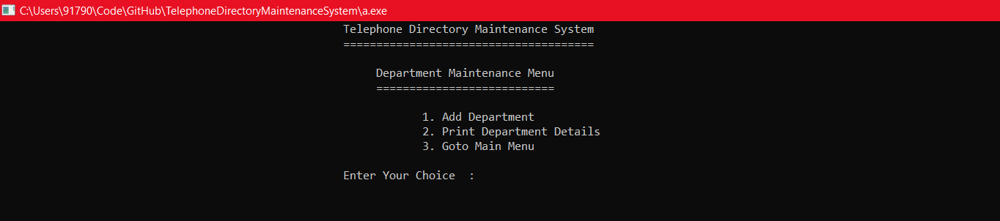 C:\Users\91790\Code\GitHub\TelephoneDirectoryMaintenanceSystem\a.exe
Telephone Directory Maintenance System
======================================
Department Maintenance Menu
===========================
1. Add Department
2. Print Department Details
3. Goto Main Menu
Enter Your Choice  :